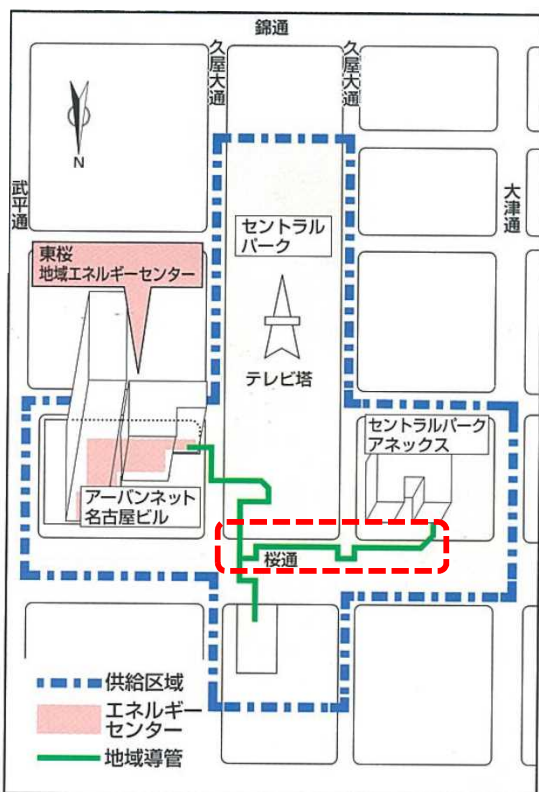 錦通
久屋大通
久屋大通
N
武平通
大津通
セントラル
パーク
東桜
地域エネルギーセンター
テレビ塔
セントラルパーク
アネックス
アーバンネット
名古屋ビル
桜通
供給区域
エネルギー
センター
地域導管